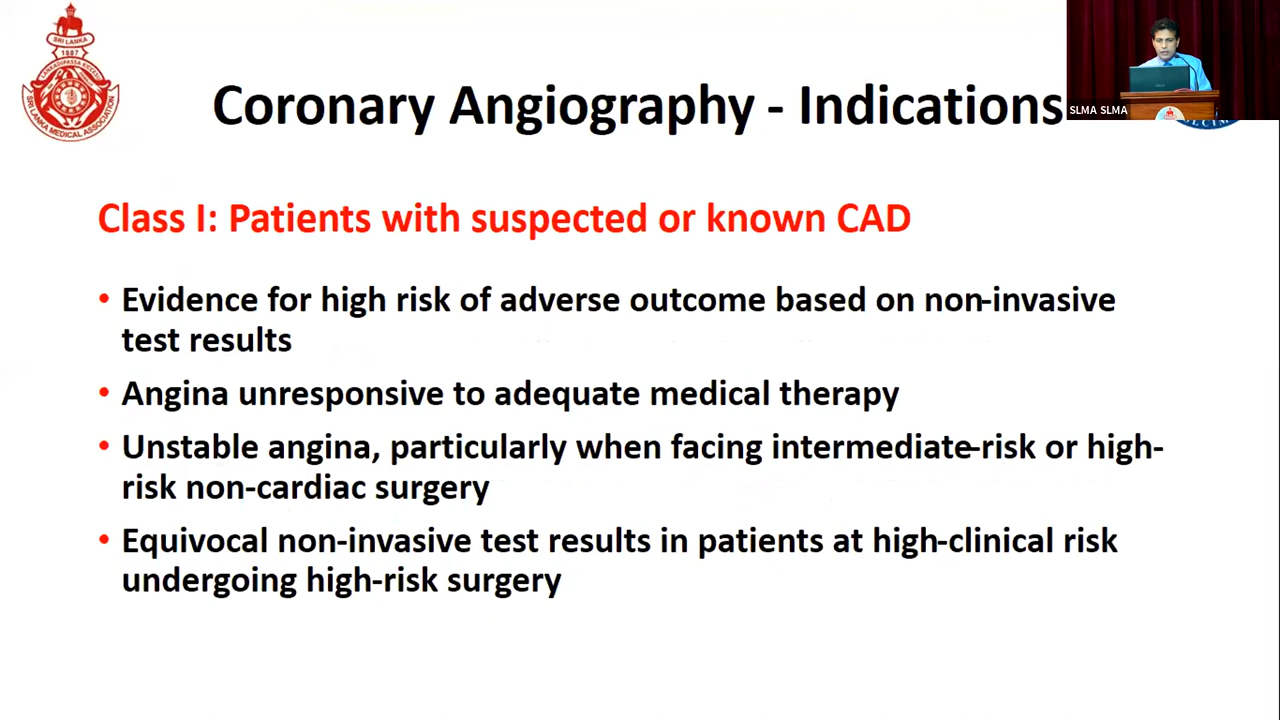 SRI LANKA
1887
SRI LANKA MEDICAL ASSOCIATION
Coronary Angiography - Indications
SLMA SLMA
Class I: Patients with suspected or known CAD
• Evidence for high risk of adverse outcome based on non-invasive
test results
• Angina unresponsive to adequate medical therapy
• Unstable angina, particularly when facing intermediate-risk or high-
risk non-cardiac surgery
• Equivocal non-invasive test results in patients at high-clinical risk
undergoing high-risk surgery